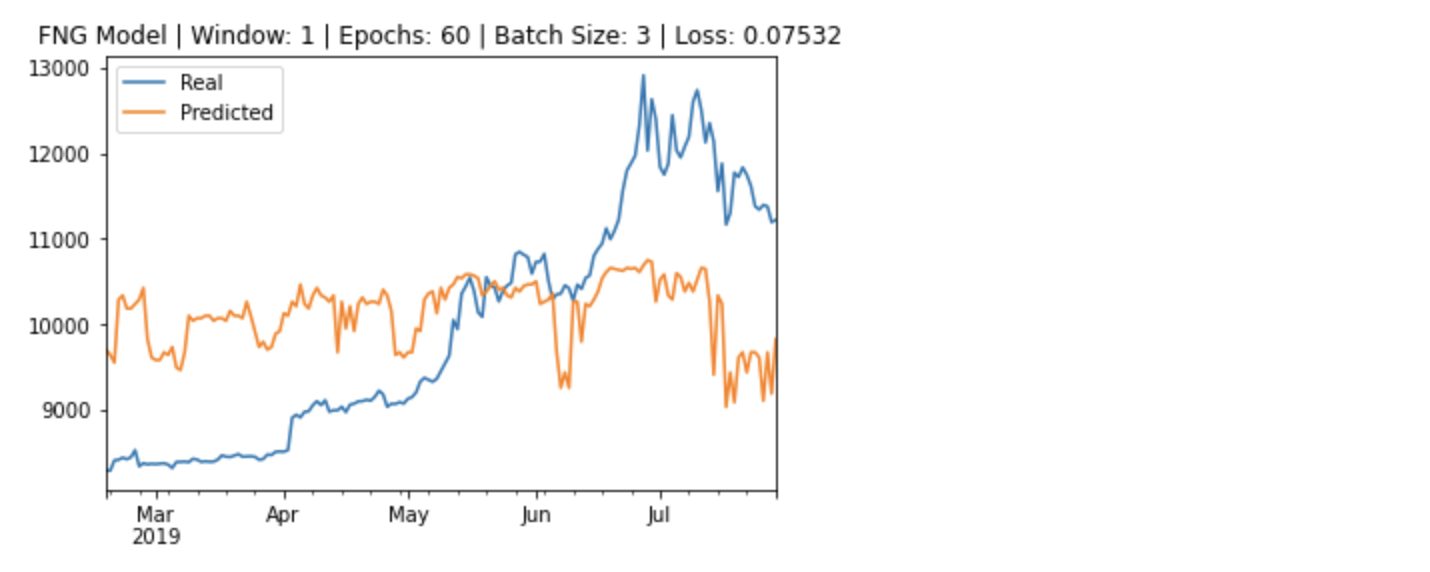 FNG Model | Window: 1 | Epochs: 60 | Batch Size: 3 | Loss: 0.07532
13000
Real
Predicted
12000
11000
10000
9000
Mar Apr May Jun Jul
2019